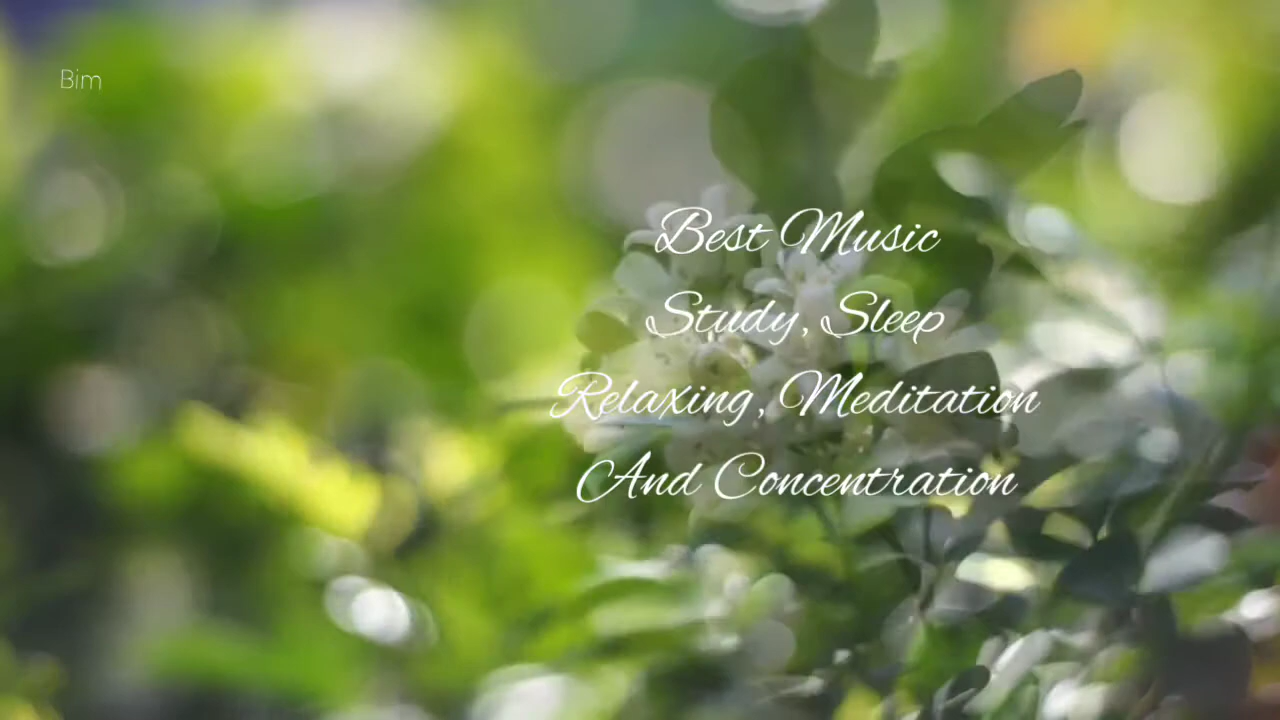 Bim
Best Music
Study, Sleep
Relaxing, Meditation
And Concentration